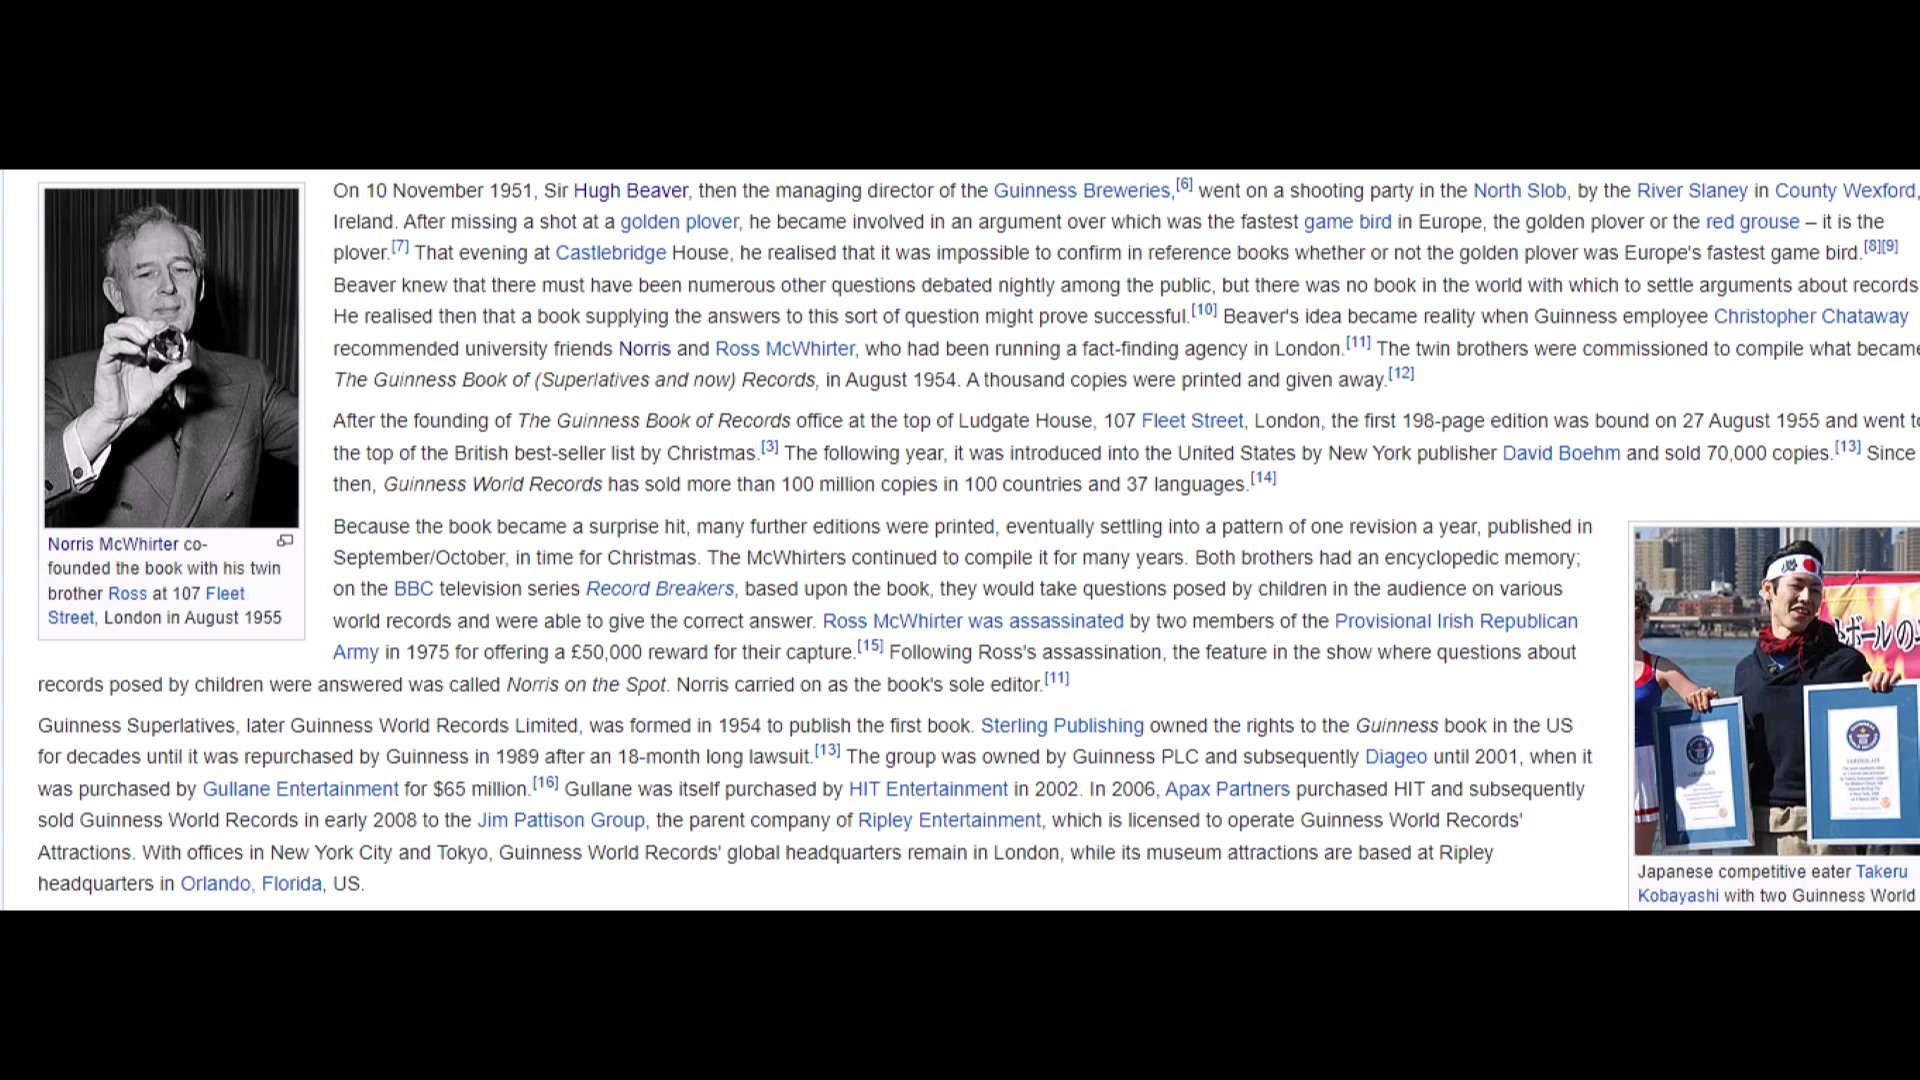 On 10 November 1951, Sir Hugh Beaver, then the managing director of the Guinness Breweries,[6] went on a shooting party in the North Slob, by the River Slaney in County Wexford,
Ireland. After missing a shot at a golden plover, he became involved in an argument over which was the fastest game bird in Europe, the golden plover or the red grouse – it is the
plover.[7] That evening at Castlebridge House, he realised that it was impossible to confirm in reference books whether or not the golden plover was Europe's fastest game bird.[8][9]
Beaver knew that there must have been numerous other questions debated nightly among the public, but there was no book in the world with which to settle arguments about records
He realised then that a book supplying the answers to this sort of question might prove successful.[10] Beaver's idea became reality when Guinness employee Christopher Chataway
recommended university friends Norris and Ross McWhirter, who had been running a fact-finding agency in London.[11] The twin brothers were commissioned to compile what became
The Guinness Book of (Superlatives and now) Records, in August 1954. A thousand copies were printed and given away.[12]
After the founding of The Guinness Book of Records office at the top of Ludgate House, 107 Fleet Street, London, the first 198-page edition was bound on 27 August 1955 and went to
the top of the British best-seller list by Christmas.[3] The following year, it was introduced into the United States by New York publisher David Boehm and sold 70,000 copies.[13] Since
then, Guinness World Records has sold more than 100 million copies in 100 countries and 37 languages.[14]
Norris McWhirter co-
founded the book with his twin
brother Ross at 107 Fleet
Street, London in August 1955
Because the book became a surprise hit, many further editions were printed, eventually settling into a pattern of one revision a year, published in
September/October, in time for Christmas. The McWhirters continued to compile it for many years. Both brothers had an encyclopedic memory;
on the BBC television series Record Breakers, based upon the book, they would take questions posed by children in the audience on various
world records and were able to give the correct answer. Ross McWhirter was assassinated by two members of the Provisional Irish Republican
Army in 1975 for offering a £50,000 reward for their capture.[15] Following Ross's assassination, the feature in the show where questions about
records posed by children were answered was called Norris on the Spot. Norris carried on as the book's sole editor.[11]
Guinness Superlatives, later Guinness World Records Limited, was formed in 1954 to publish the first book. Sterling Publishing owned the rights to the Guinness book in the US
for decades until it was repurchased by Guinness in 1989 after an 18-month long lawsuit.[13] The group was owned by Guinness PLC and subsequently Diageo until 2001, when it
was purchased by Gullane Entertainment for $65 million.[16] Gullane was itself purchased by HIT Entertainment in 2002. In 2006, Apax Partners purchased HIT and subsequently
sold Guinness World Records in early 2008 to the Jim Pattison Group, the parent company of Ripley Entertainment, which is licensed to operate Guinness World Records'
Attractions. With offices in New York City and Tokyo, Guinness World Records' global headquarters remain in London, while its museum attractions are based at Ripley
headquarters in Orlando, Florida, US.
ボールの
CERTIFICATE
Japanese competitive eater Takeru
Kobayashi with two Guinness World